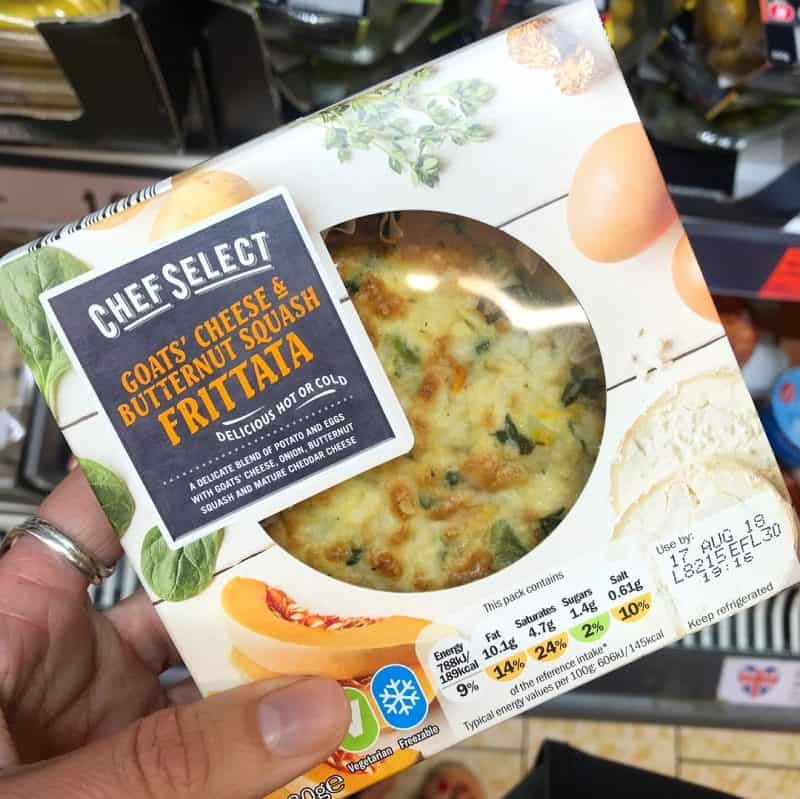 CHEF SELECT
GOATS' CHEESE &
BUTTERNUT SQUASH
FRITTATA
DELICIOUS HOT OR COLD
A DELICATE BLEND OF POTATO AND EGGS
WITH GOATS' CHEESE, ONION, BUTTERNUT
SQUASH AND MATURE CHEDDAR CHEESE
Use by:
17 AUG 18
L8215EFL30
19:16
Keep refrigerated
This pack contains
Energy
788kJ/
189kcal
9%
Fat
10.1g
14%
Saturates
4.7g
24%
Sugars
1.4g
2%
Salt
0.61g
10%
of the reference intake*
Typical energy values per 100g: 606kJ/145kcal
Vegetarian
Freezable